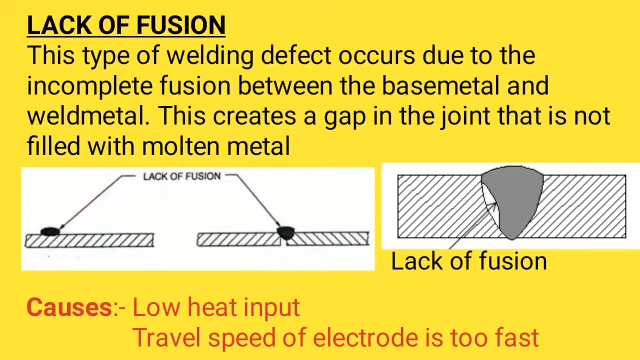 LACK OF FUSION
This type of welding defect occurs due to the
incomplete fusion between the basemetal and
weldmetal. This creates a gap in the joint that is not
filled with molten metal
LACK OF FUSION
Lack of fusion
Causes:- Low heat input
Travel speed of electrode is too fast